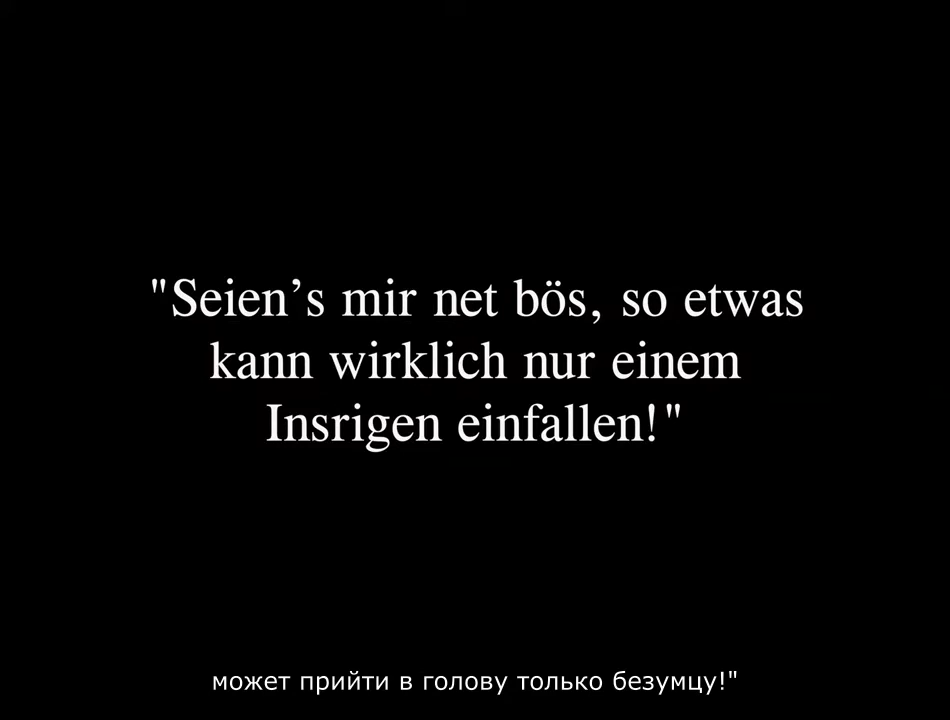 "Seien’s mir net bös, so etwas
kann wirklich nur einem
Insrigen einfallen!"
может прийти в голову только безумцу!"